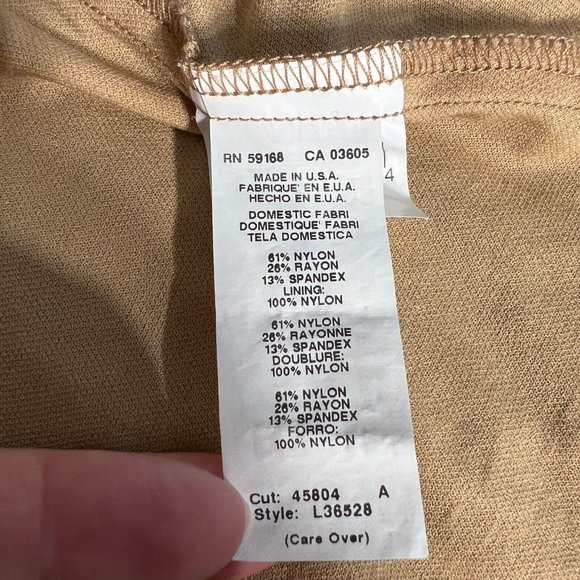 RN 59168 CA 03605
MADE IN U.S.A.
FABRIQUE' EN E.U.A.
HECHO EN E.U.A.
DOMESTIC FABRI
DOMESTIQUE' FABRI
TELA DOMESTICA
61% NYLON
26% RAYON
13% SPANDEX
LINING:
100% NYLON
61% NYLON
26% RAYONNE
13% SPANDEX
DOUBLURE:
100% NYLON
61% NYLON
26% RAYON
13% SPANDEX
FORRO:
100% NYLON
Cut: 45804 A
Style: L36528
(Care Over)
4